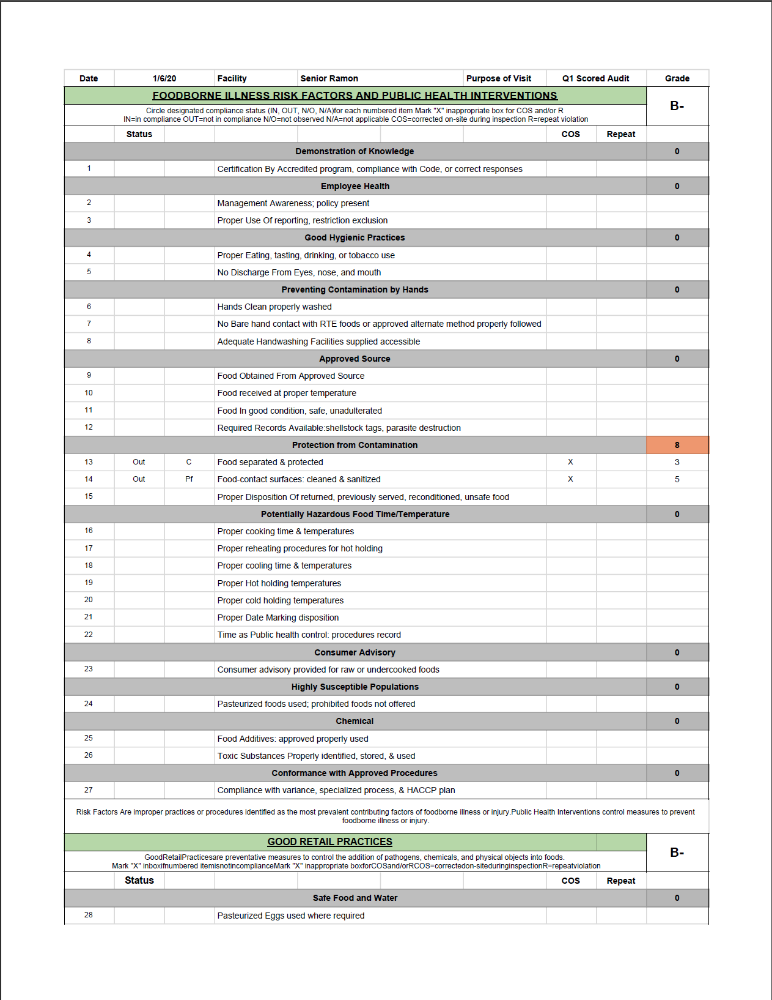 Date 1/6/20 Facility Senior Ramon Purpose of Visit Q1 Scored Audit Grade
FOODBORNE ILLNESS RISK FACTORS AND PUBLIC HEALTH INTERVENTIONS B-
Circle designated compliance status (IN, OUT, N/O, N/A)for each numbered item Mark "X" inappropriate box for COS and/or R
IN=in compliance OUT=not in compliance N/O=not observed N/A=not applicable COS=corrected on-site during inspection R=repeat violation
Status COS Repeat
Demonstration of Knowledge 0
1 Certification By Accredited program, compliance with Code, or correct responses
Employee Health 0
2 Management Awareness; policy present
3 Proper Use Of reporting, restriction exclusion
Good Hygienic Practices 0
4 Proper Eating, tasting, drinking, or tobacco use
5 No Discharge From Eyes, nose, and mouth
Preventing Contamination by Hands 0
6 Hands Clean properly washed
7 No Bare hand contact with RTE foods or approved alternate method properly followed
8 Adequate Handwashing Facilities supplied accessible
Approved Source 0
9 Food Obtained From Approved Source
10 Food received at proper temperature
11 Food In good condition, safe, unadulterated
12 Required Records Available:shellstock tags, parasite destruction
Protection from Contamination 8
13 Out C Food separated & protected X 3
14 Out Pf Food-contact surfaces: cleaned & sanitized X 5
15 Proper Disposition Of returned, previously served, reconditioned, unsafe food
Potentially Hazardous Food Time/Temperature 0
16 Proper cooking time & temperatures
17 Proper reheating procedures for hot holding
18 Proper cooling time & temperatures
19 Proper Hot holding temperatures
20 Proper cold holding temperatures
21 Proper Date Marking disposition
22 Time as Public health control: procedures record
Consumer Advisory 0
23 Consumer advisory provided for raw or undercooked foods
Highly Susceptible Populations 0
24 Pasteurized foods used; prohibited foods not offered
Chemical 0
25 Food Additives: approved properly used
26 Toxic Substances Properly identified, stored, & used
Conformance with Approved Procedures 0
27 Compliance with variance, specialized process, & HACCP plan
Risk Factors Are improper practices or procedures identified as the most prevalent contributing factors of foodborne illness or injury.Public Health Interventions control measures to prevent
foodborne illness or injury.
GOOD RETAIL PRACTICES B-
GoodRetailPracticesare preventative measures to control the addition of pathogens, chemicals, and physical objects into foods.
Mark "X" inboxifnumbered itemisnotincomplianceMark "X" inappropriate boxforCOSand/orRCOS=correctedon-siteduringinspectionR=repeatviolation
Status COS Repeat
Safe Food and Water 0
28 Pasteurized Eggs used where required